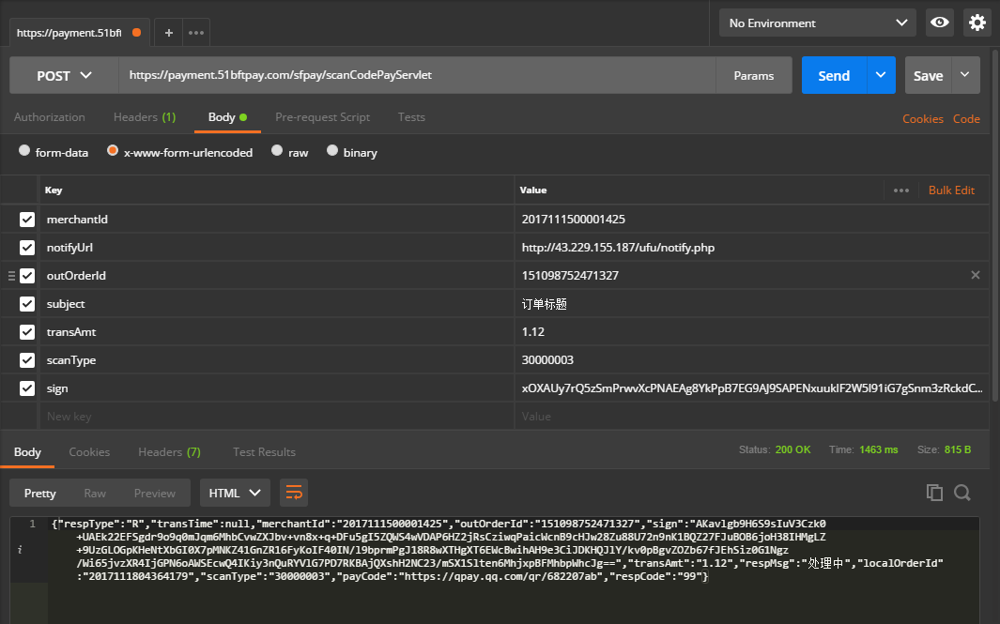 https://payment.51bft
No Environment
POST
https://payment.51bftpay.com/sfpay/scanCodePayServlet
Params
Send
Save
Authorization
Headers (1)
Body
Pre-request Script
Tests
Cookies
Code
form-data
x-www-form-urlencoded
raw
binary
Key
Value
Bulk Edit
merchantId
2017111500001425
notifyUrl
http://43.229.155.187/ufu/notify.php
outOrderId
151098752471327
subject
订单标题
transAmt
1.12
scanType
30000003
sign
xOXAUy7rQ5zSmPrwvXcPNAEAg8YkPpB7EG9AJ9SAPENxuukIF2W5I91iG7gSnm3zRckdC...
New key
Value
Body
Cookies
Headers (7)
Test Results
Status: 200 OK
Time: 1463 ms
Size: 815 B
Pretty
Raw
Preview
HTML
1
{"respType":"R","transTime":null,"merchantId":"2017111500001425","outOrderId":"151098752471327","sign":"AKavlgb9H6S9sIuV3Czk0
+UAEk22EFSgdr9o9q0mJqm6MhbCvwZXJbv+vn8x+q+DFu5gI5ZQWS4wVDAP6HZ2jRsCziwqPaicWcnB9cHJw28Zu88U72n9nK1BQZ27FJuBOB6joH38IHMgLZ
+9UzGLOGpKHeNtXbGI0X7pMNKZ41GnZR16FyKoIF40IN/l9bprmPgJ18R8wXTHgXT6EWcBwihAH9e3CiJDKHQJlY/kv0pBgvZOZb67fJEhSiz0G1Ngz
/Wi65jvzXR4IjGPN6oAWSEcwQ4IKiy3nQuRYVlG7PD7RKBAjQXshH2NC23/mSX1Slten6MhjxpBFMhbpWhcJg==","transAmt":"1.12","respMsg":"处理中","localOrderId"
:"2017111804364179","scanType":"30000003","payCode":"https://qpay.qq.com/qr/682207ab","respCode":"99"}